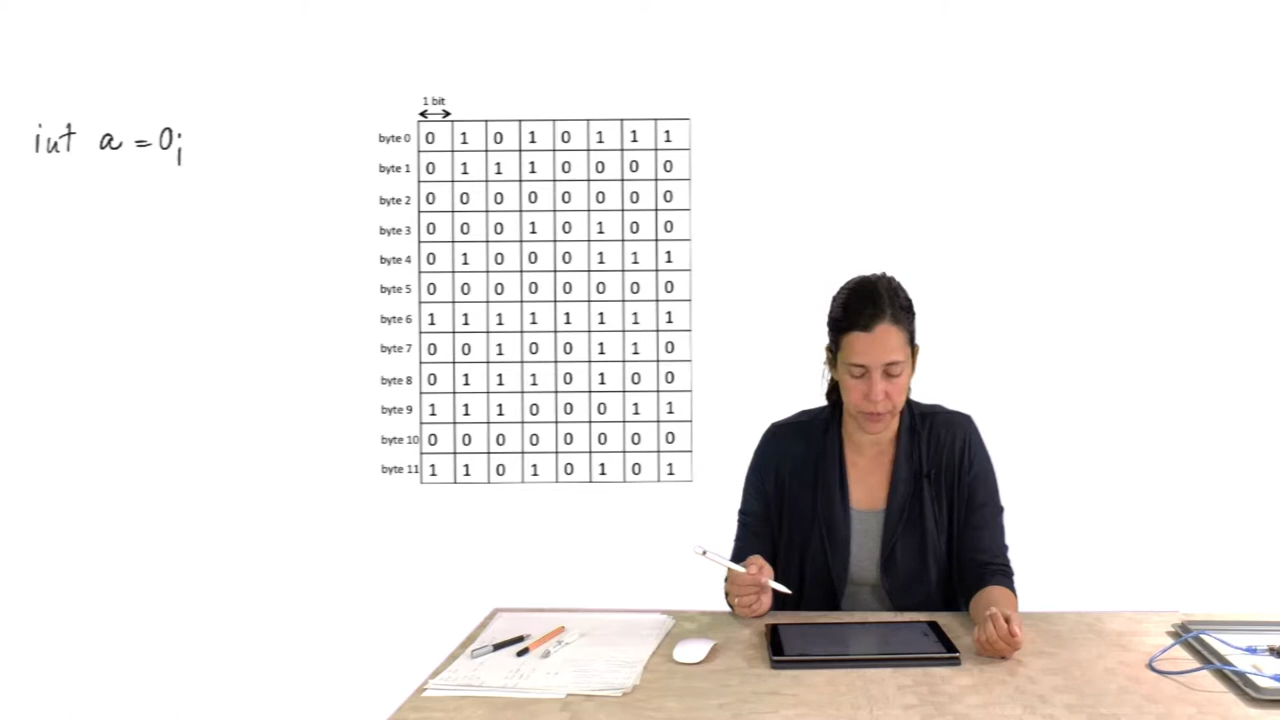 int a = 0;
1 bit
byte 0 0 1 0 1 0 1 1 1
byte 1 0 1 1 1 0 0 0 0
byte 2 0 0 0 0 0 0 0 0
byte 3 0 0 0 1 0 1 0 0
byte 4 0 1 0 0 0 1 1 1
byte 5 0 0 0 0 0 0 0 0
byte 6 1 1 1 1 1 1 1 1
byte 7 0 0 1 0 0 1 1 0
byte 8 0 1 1 1 0 1 0 0
byte 9 1 1 1 0 0 0 1 1
byte 10 0 0 0 0 0 0 0 0
byte 11 1 1 0 1 0 1 0 1